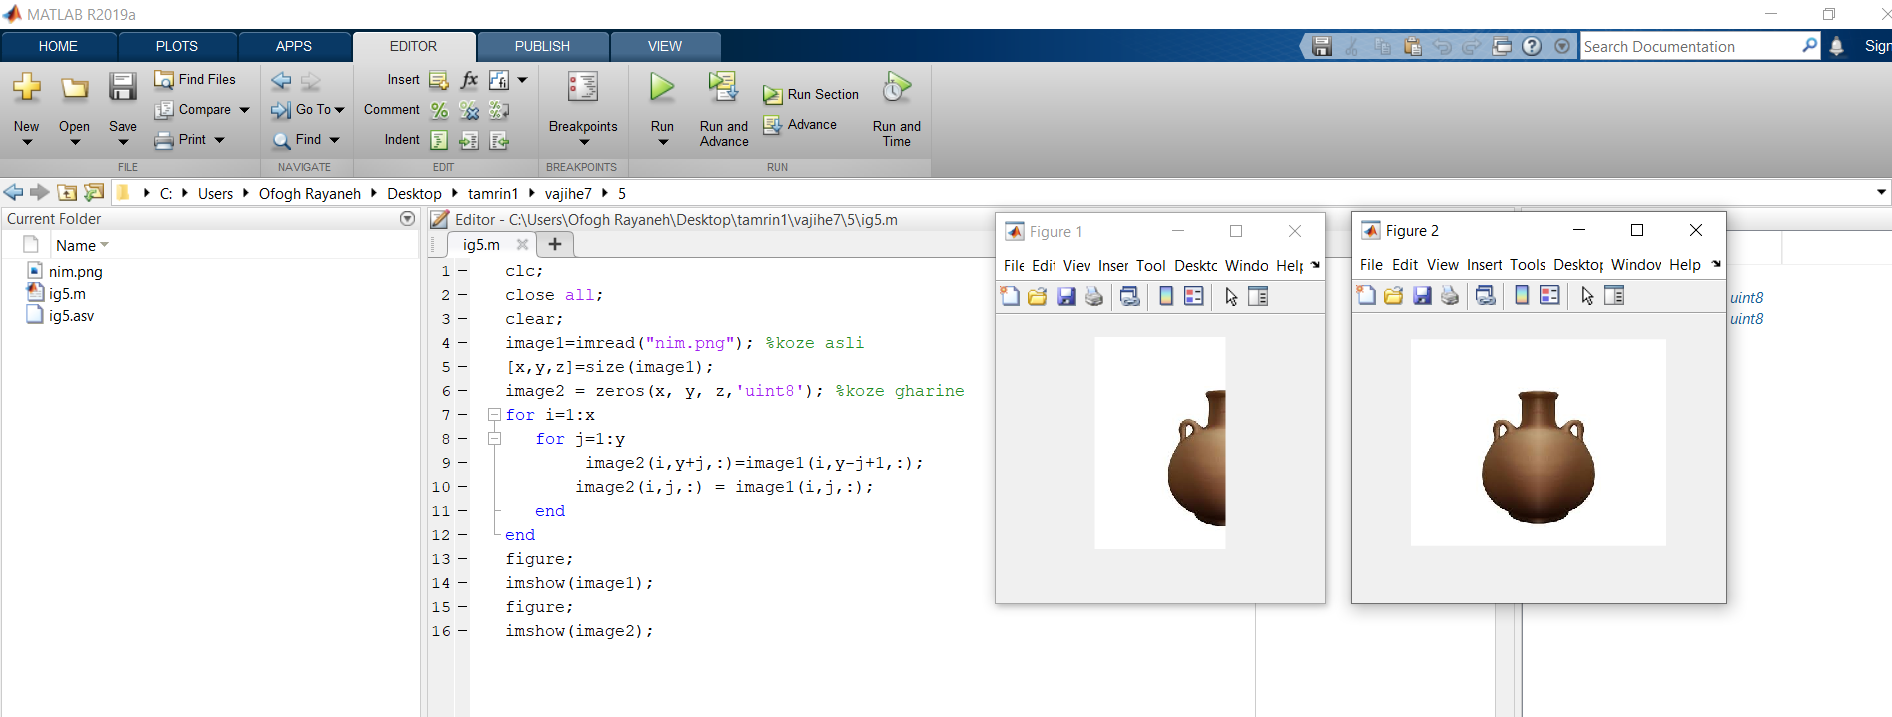 MATLAB R2019a
HOME PLOTS APPS EDITOR PUBLISH VIEW
Search Documentation
Sign
New
Open
Save
Find Files
Compare
Print
FILE
Go To
Find
NAVIGATE
Insert
fx
fi
Comment
Indent
EDIT
Breakpoints
BREAKPOINTS
Run
Run and
Advance
Run Section
Advance
Run and
Time
RUN
C: Users Ofogh Rayaneh Desktop tamrin1 vajihe7 5
Current Folder
Name
nim.png
ig5.m
ig5.asv
Editor - C:\Users\Ofogh Rayaneh\Desktop\tamrin1\vajihe7\5\ig5.m
ig5.m
1 clc;
2 close all;
3 clear;
4 image1=imread("nim.png"); %koze asli
5 [x,y,z]=size(image1);
6 image2 = zeros(x, y, z,'uint8'); %koze gharine
7 for i=1:x
8 for j=1:y
9 image2(i,y+j,:)=image1(i,y-j+1,:);
10 image2(i,j,:) = image1(i,j,:);
11 end
12 end
13 figure;
14 imshow(image1);
15 figure;
16 imshow(image2);
Figure 1
File Edit View Inser Tool Deskto Windo Help
Figure 2
File Edit View Insert Tools Desktop Window Help
uint8
uint8